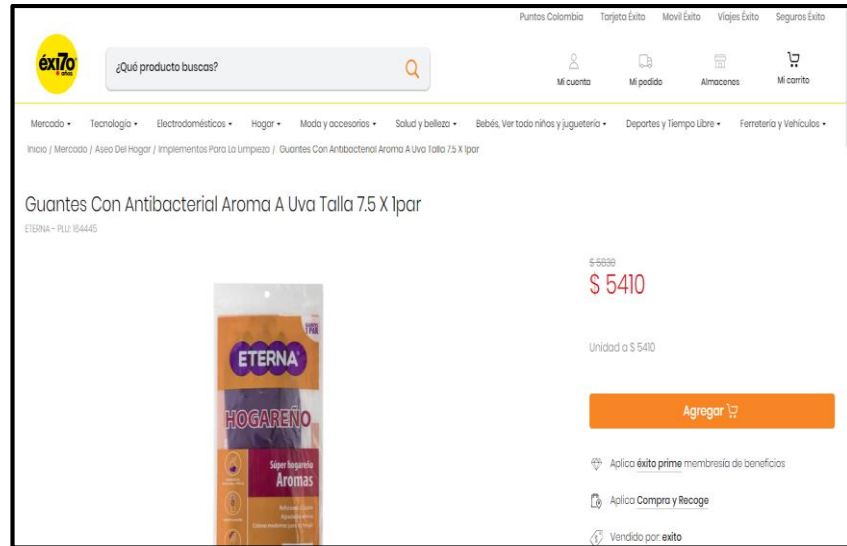 Puntos Colombia Tarjeta Éxito Movil Éxito Viajes Éxito Seguros Éxito
éxi70
años
¿Qué producto buscas?
Mi cuenta Mi pedido Almacenes Mi carrito
Mercado Tecnología Electrodomésticos Hogar Moda y accesorios Salud y belleza Bebés, Ver todo niños y juguetería Deportes y Tiempo Libre Ferretería y Vehículos
Inicio / Mercado / Aseo Del Hogar / Implementos Para La Limpieza / Guantes Con Antibacterial Aroma A Uva Talla 7.5 X 1par
Guantes Con Antibacterial Aroma A Uva Talla 7.5 X 1par
ETERNA - PLU: 164445
$ 5410
Unidad a $ 5410
Agregar
Aplica éxito prime membresía de beneficios
Aplica Compra y Recoge
Vendido por: exito
1 PAR
ETERNA
HOGAREÑO
Súper hogareño
Aromas